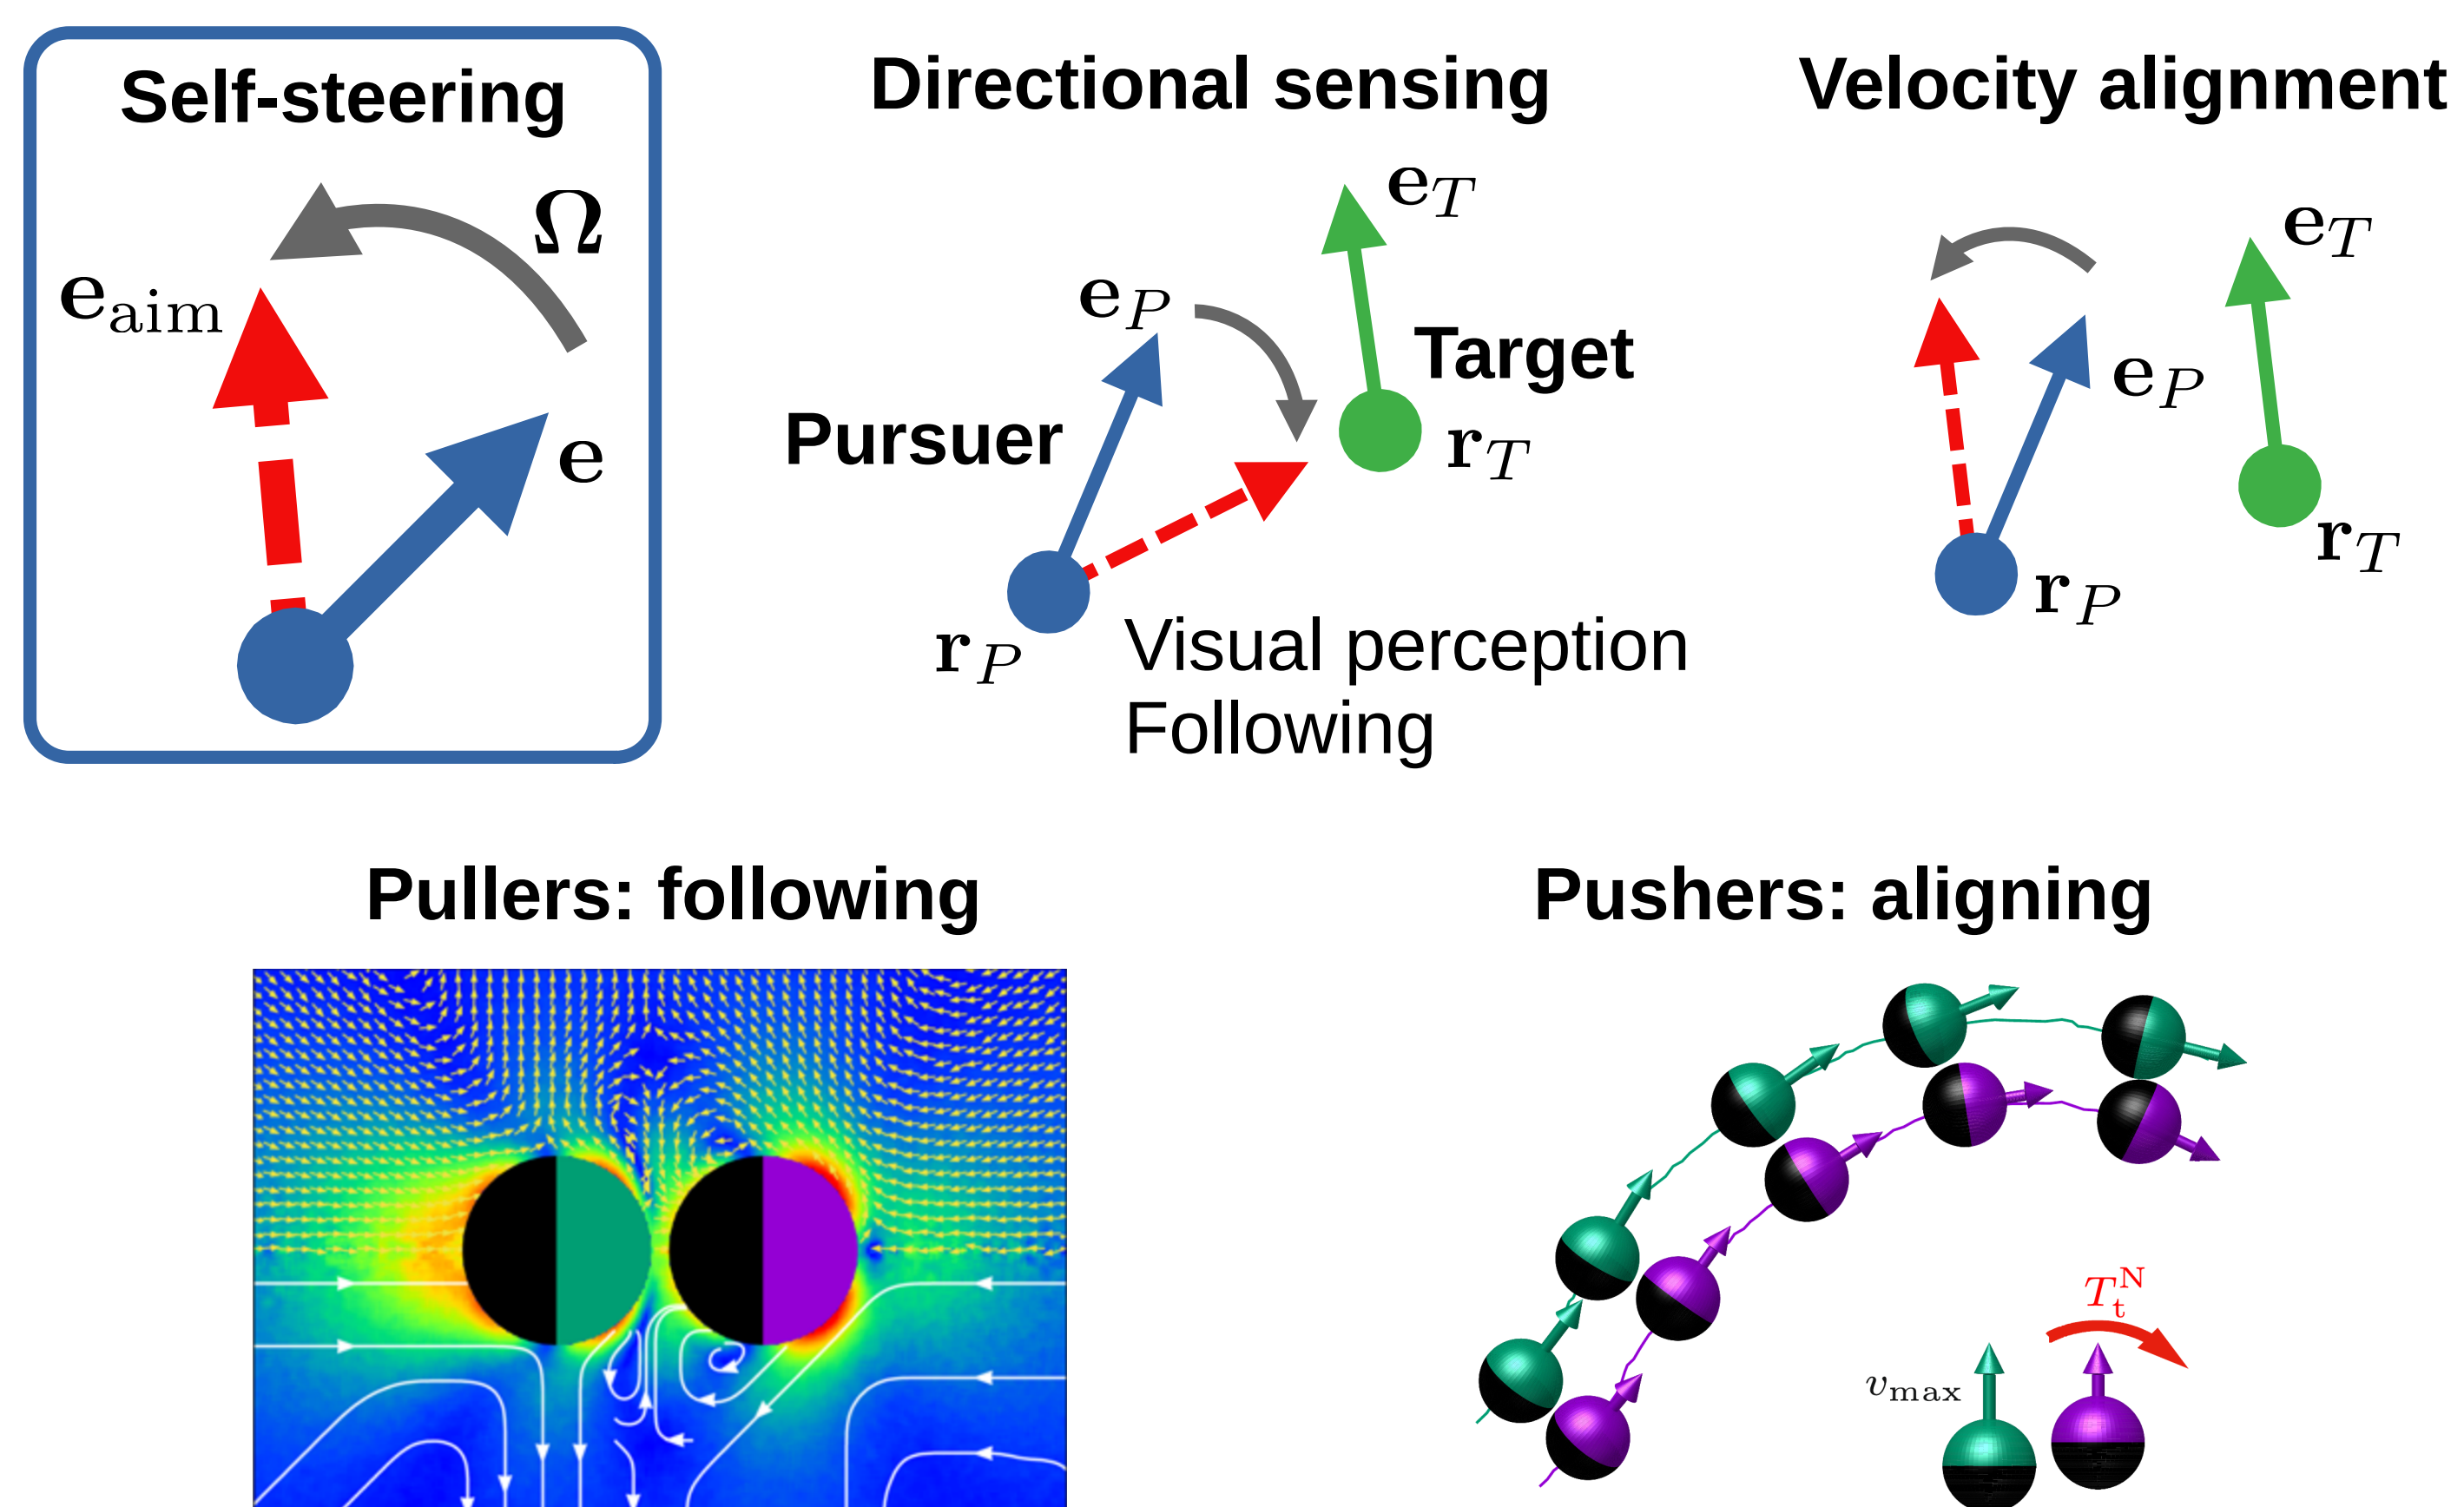 Self-steering
Ω
e_aim
e
Directional sensing
e_T
e_P
Target
Pursuer
r_T
r_P
Visual perception
Following
Velocity alignment
e_T
e_P
r_T
r_P
Pullers: following
Pushers: aligning
T_t^N
v_max